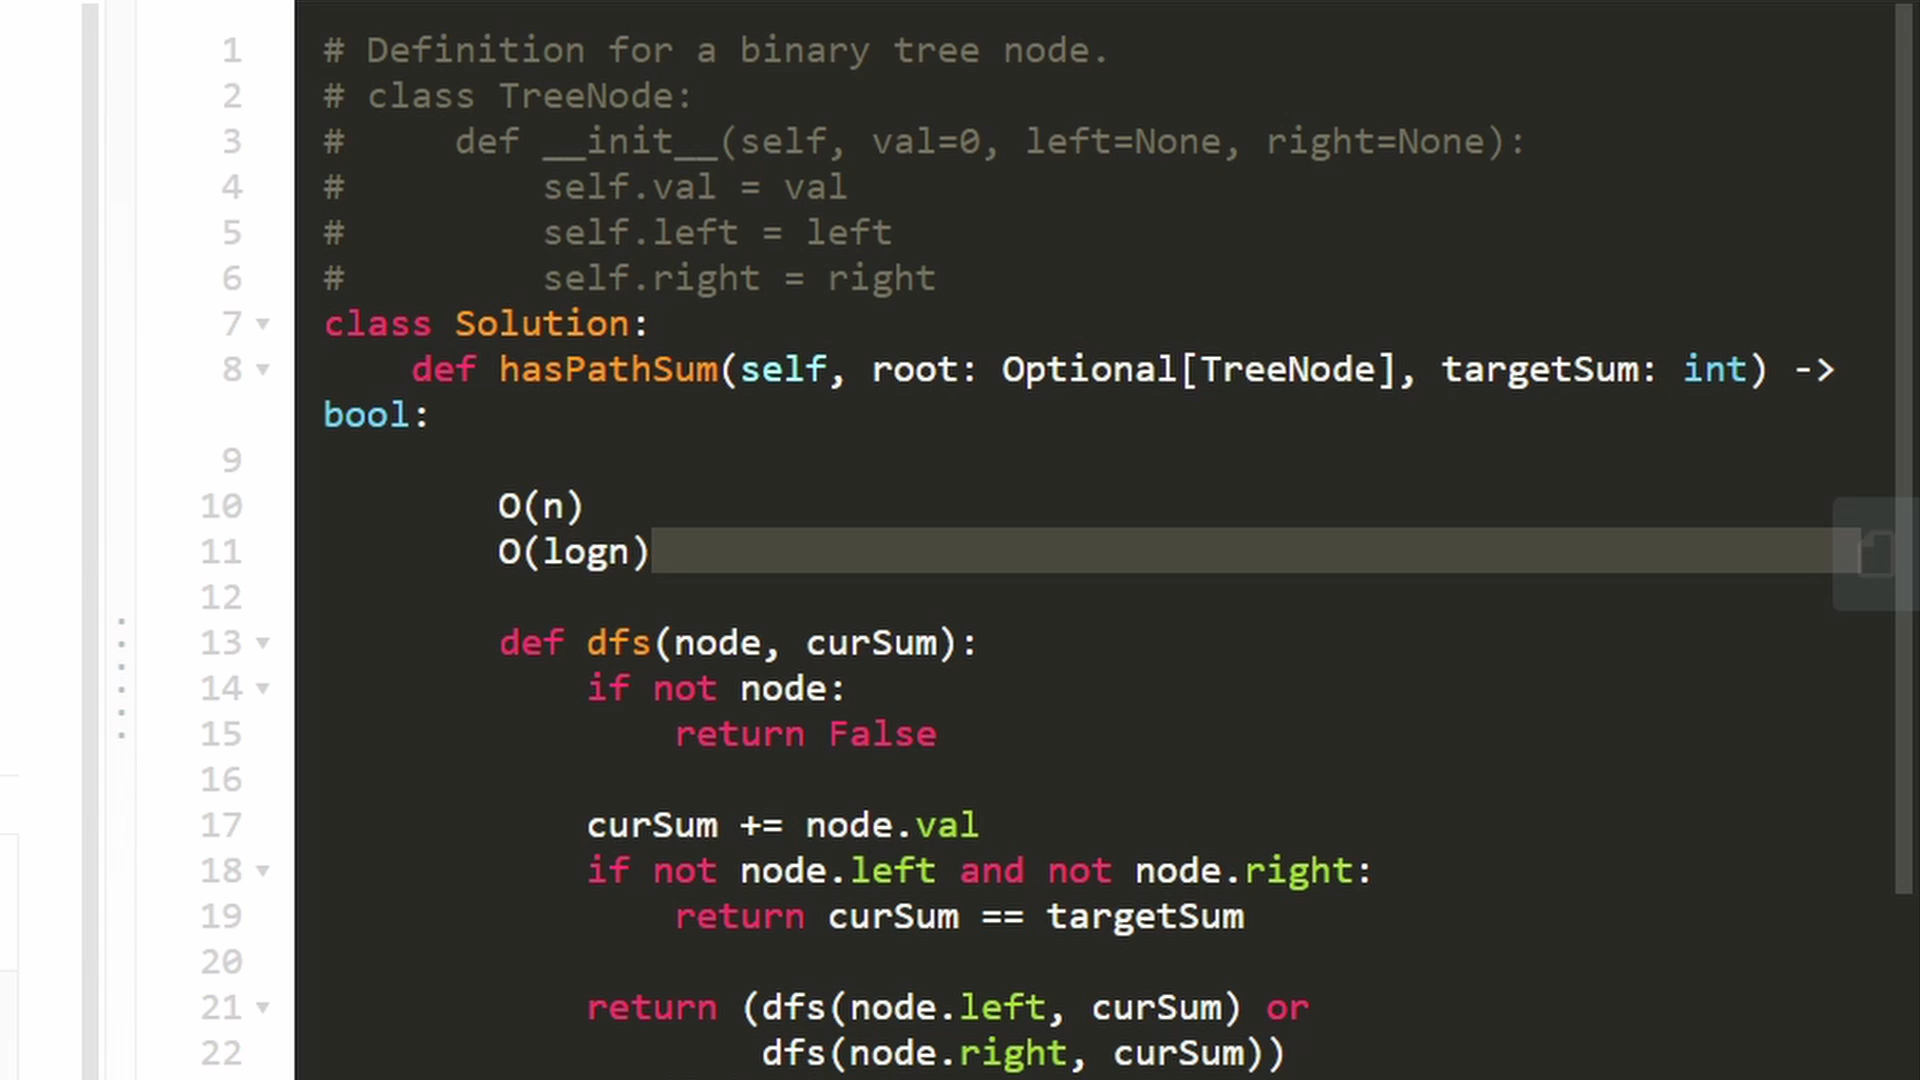 1 # Definition for a binary tree node.
2 # class TreeNode:
3 #     def __init__(self, val=0, left=None, right=None):
4 #         self.val = val
5 #         self.left = left
6 #         self.right = right
7 class Solution:
8     def hasPathSum(self, root: Optional[TreeNode], targetSum: int) ->
bool:
9
10         O(n)
11         O(logn)
12
13         def dfs(node, curSum):
14             if not node:
15                 return False
16
17             curSum += node.val
18             if not node.left and not node.right:
19                 return curSum == targetSum
20
21             return (dfs(node.left, curSum) or
22                     dfs(node.right, curSum))